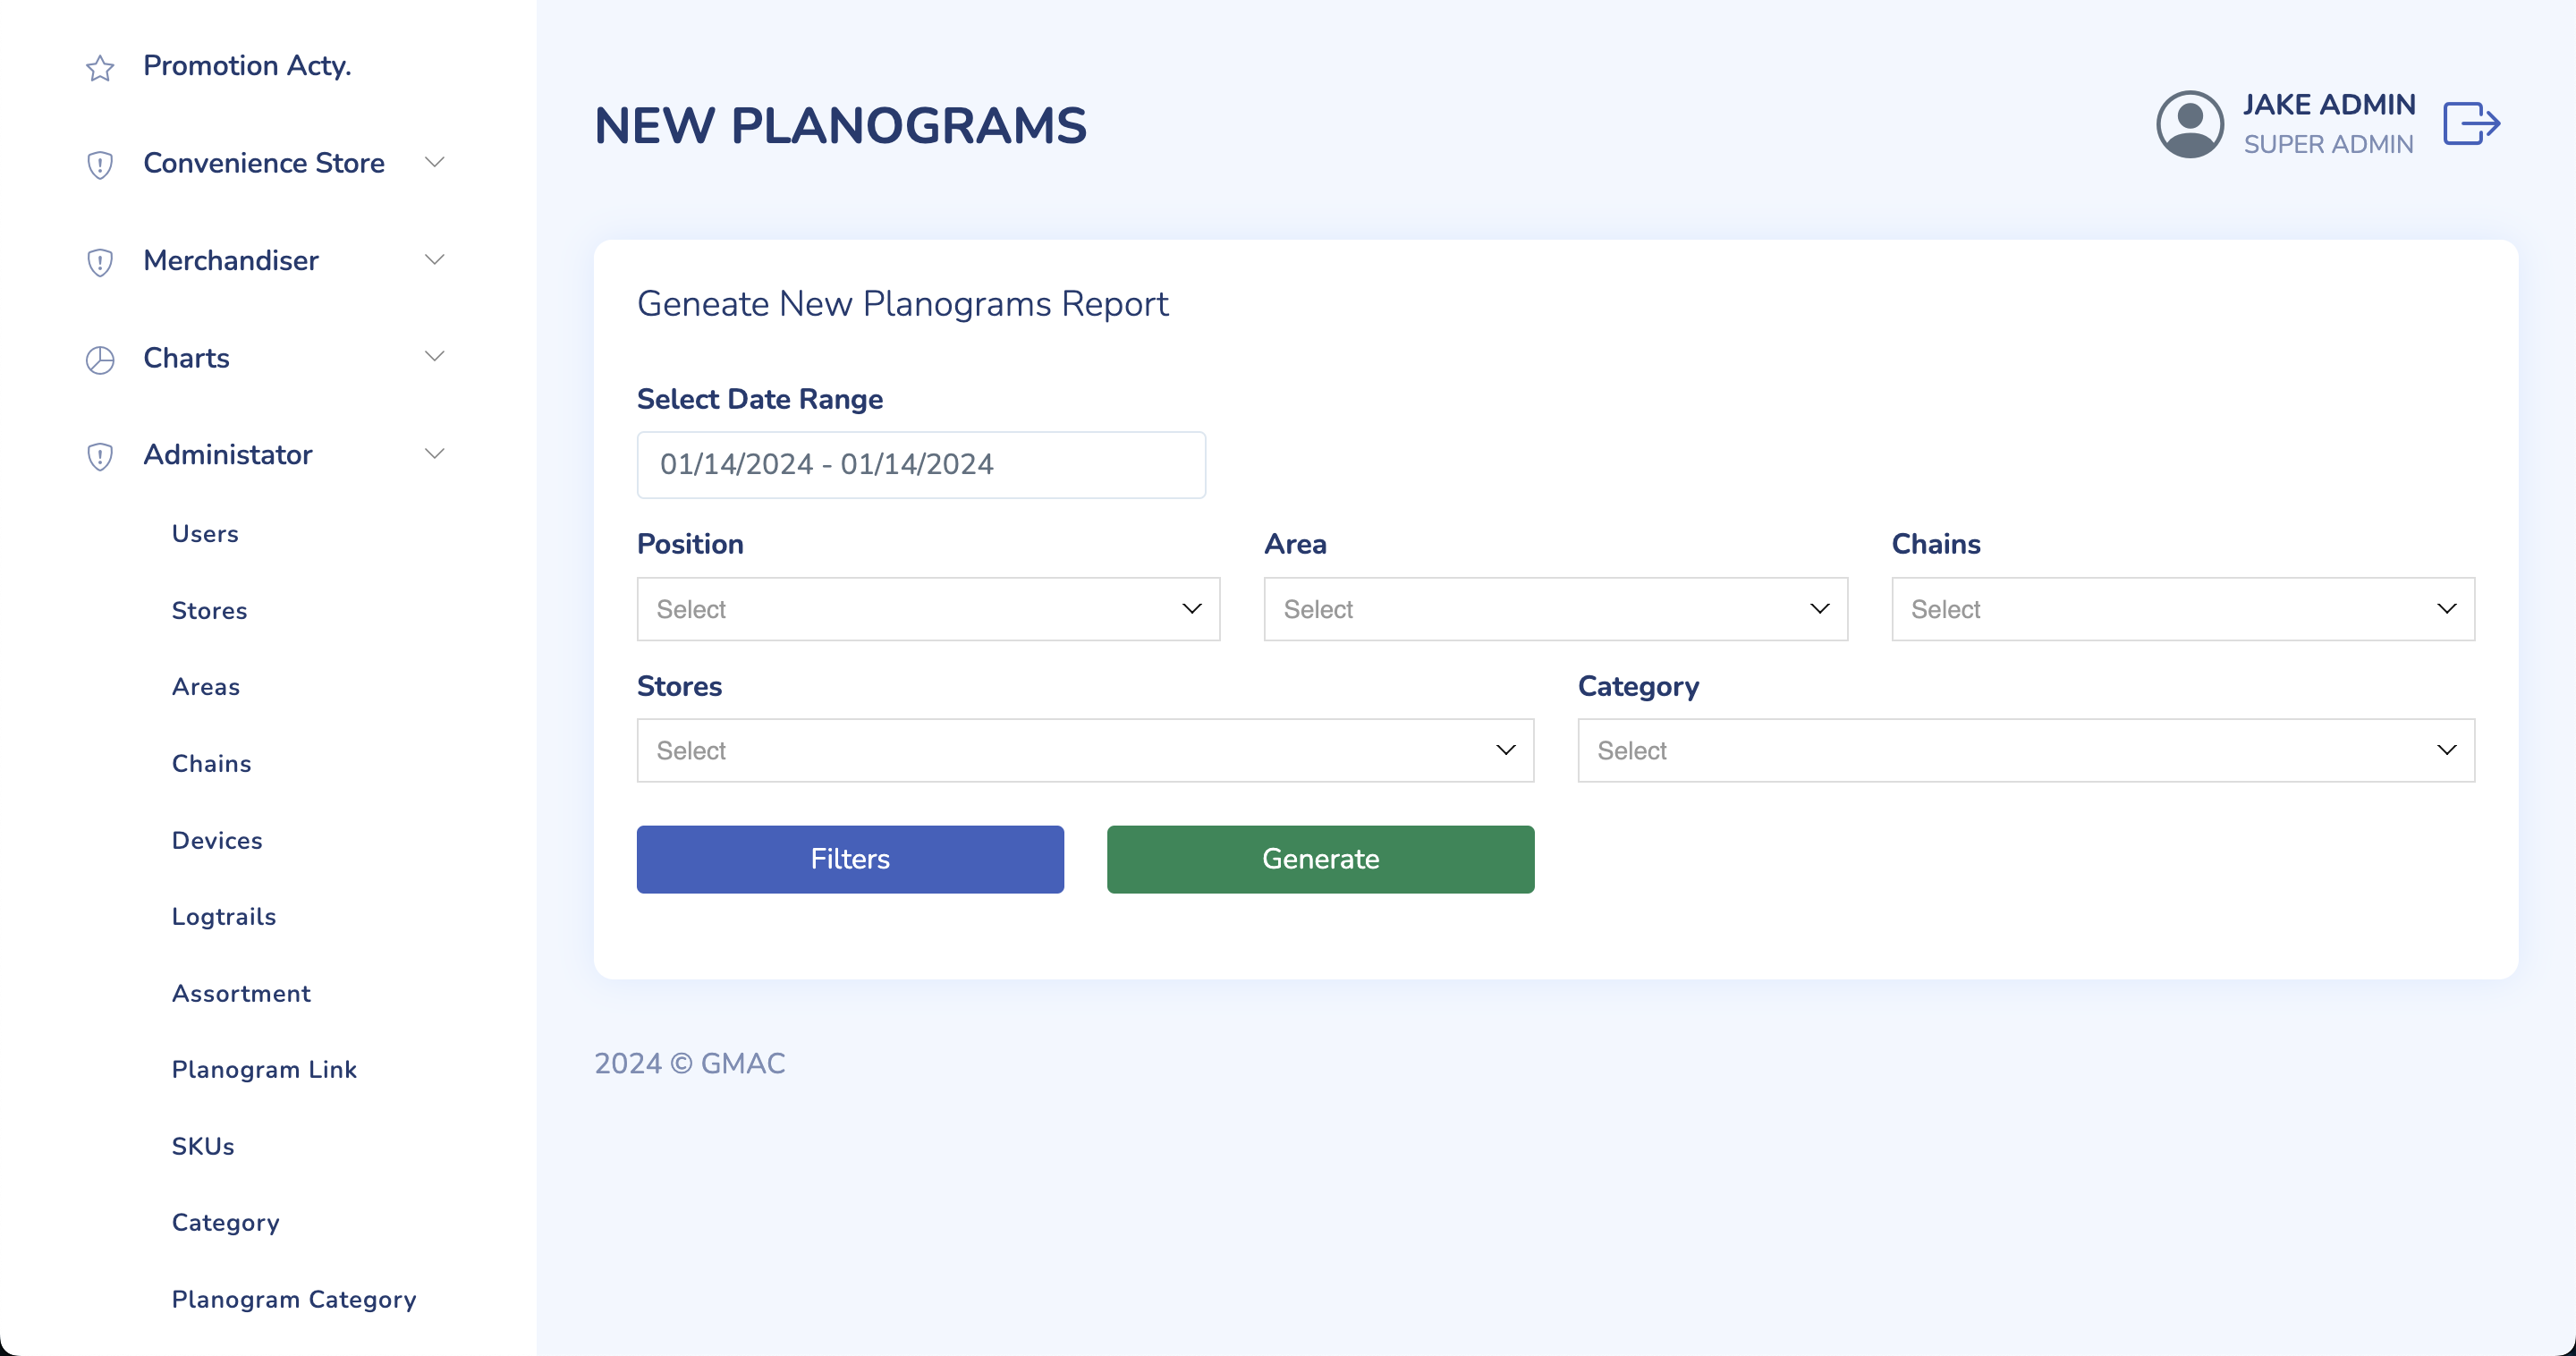 Promotion Acty.
Convenience Store
Merchandiser
Charts
Administator
Users
Stores
Areas
Chains
Devices
Logtrails
Assortment
Planogram Link
SKUs
Category
Planogram Category
NEW PLANOGRAMS
JAKE ADMIN
SUPER ADMIN
Geneate New Planograms Report
Select Date Range
01/14/2024 - 01/14/2024
Position Area Chains
Select Select Select
Stores Category
Select Select
Filters Generate
2024 © GMAC